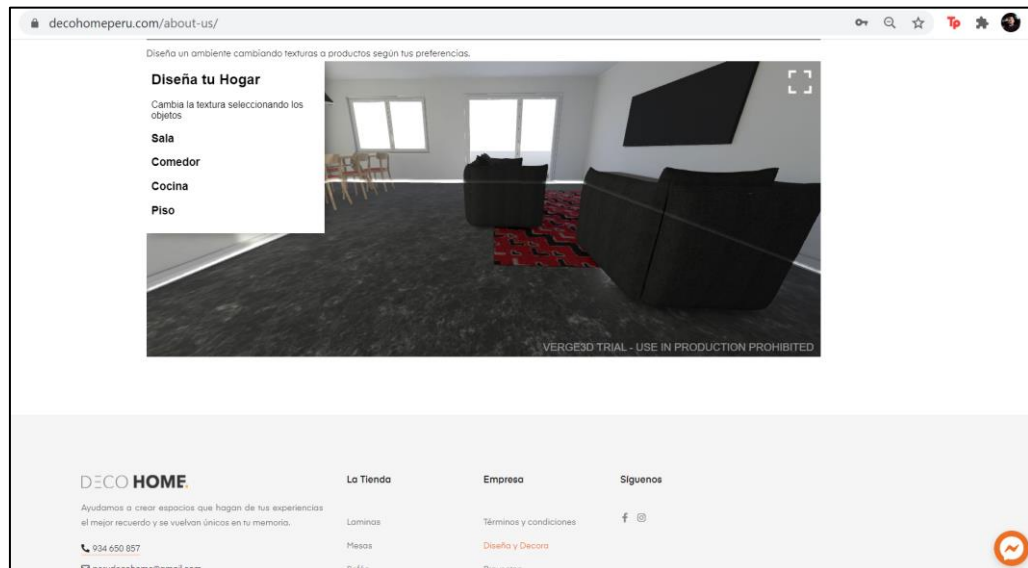 decohomeperu.com/about-us/
Diseña un ambiente cambiando texturas a productos según tus preferencias.
Diseña tu Hogar
Cambia la textura seleccionando los
objetos
Sala
Comedor
Cocina
Piso
VERGE3D TRIAL - USE IN PRODUCTION PROHIBITED
DECO HOME.
Ayudamos a crear espacios que hagan de tus experiencias
el mejor recuerdo y se vuelvan únicos en tu memoria.
934 650 857
La Tienda
Laminas
Mesas
Empresa
Términos y condiciones
Diseña y Decora
Síguenos